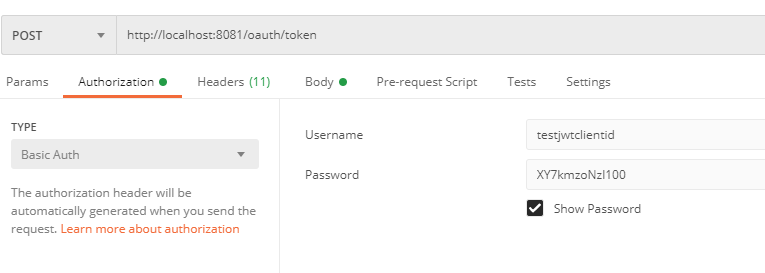 POST http://localhost:8081/oauth/token
Params Authorization Headers (11) Body Pre-request Script Tests Settings
TYPE
Basic Auth
The authorization header will be
automatically generated when you send the
request. Learn more about authorization
Username testjwtclientid
Password XY7kmzoNzl100
Show Password